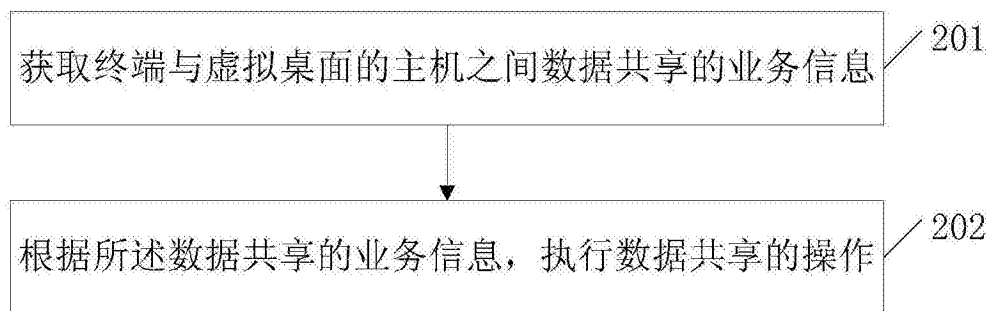 获取终端与虚拟桌面的主机之间数据共享的业务信息
201
根据所述数据共享的业务信息，执行数据共享的操作
202